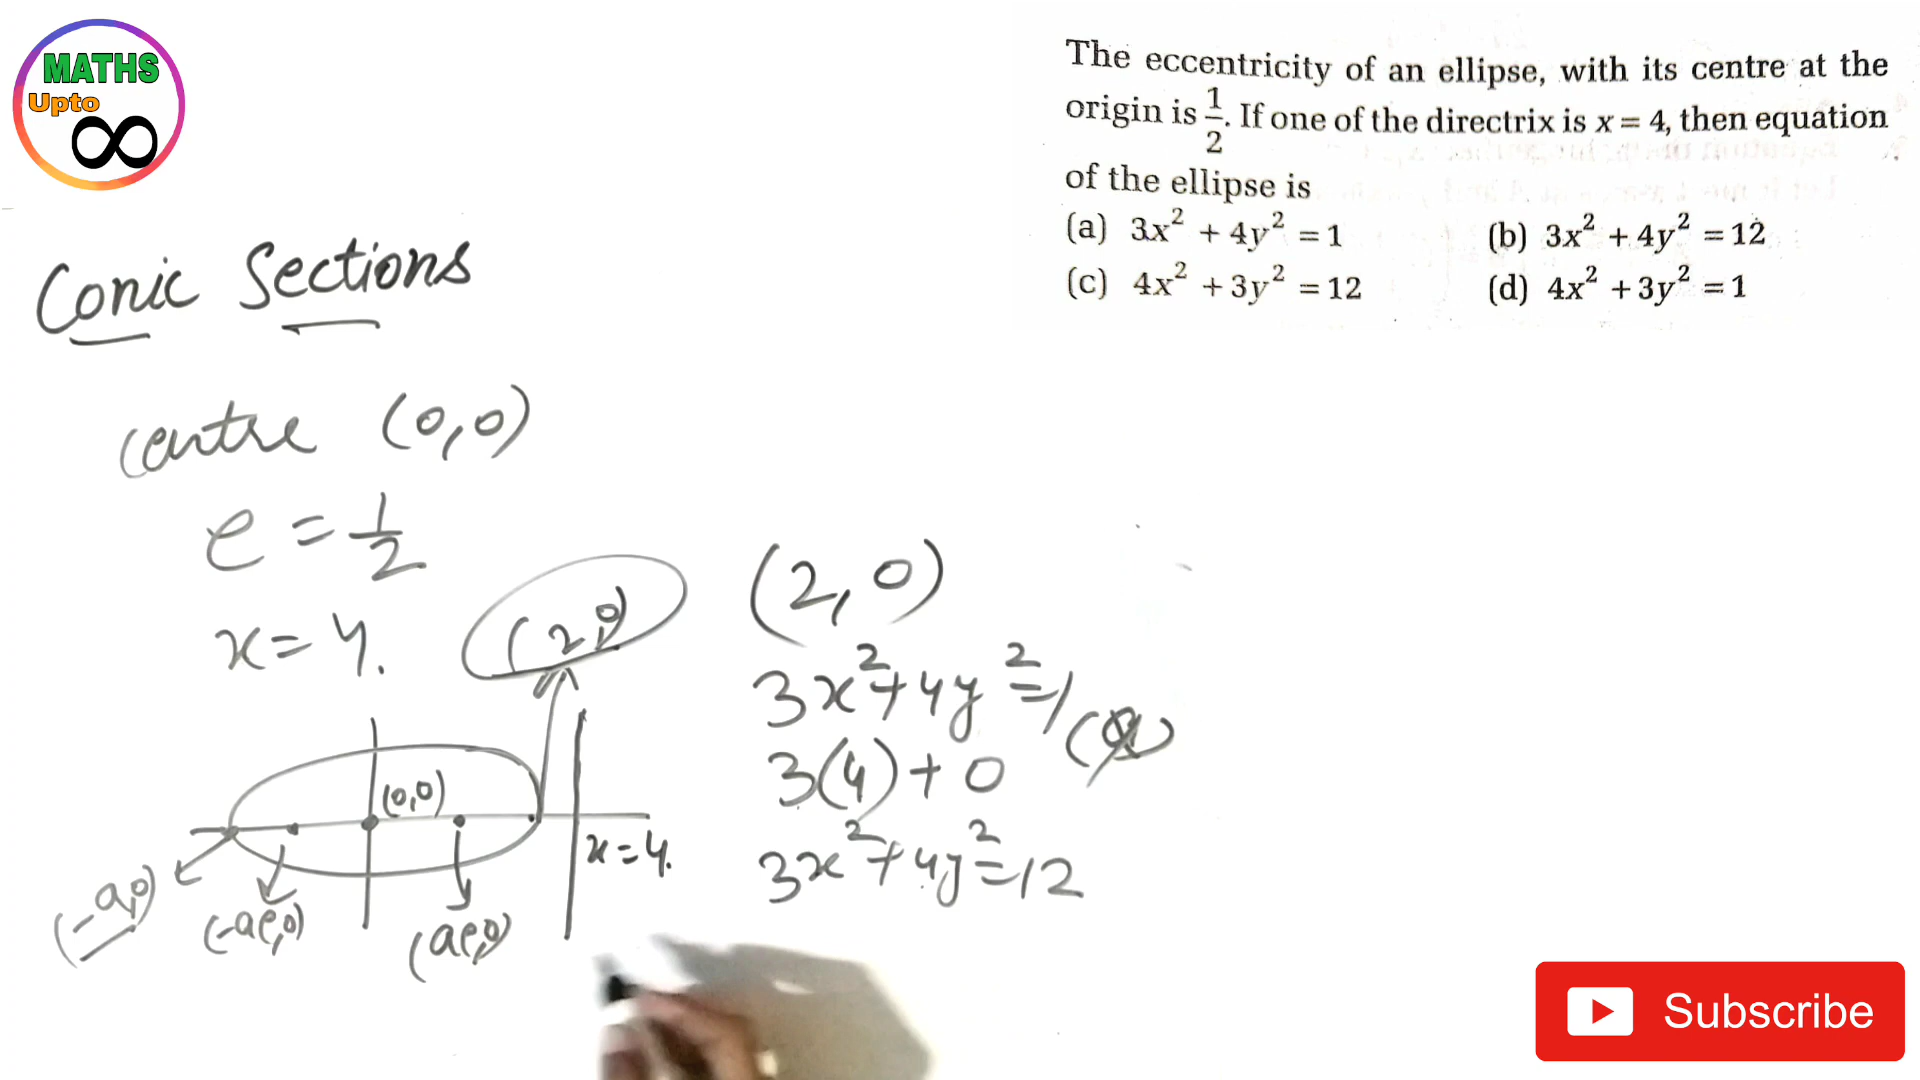 MATHS
Upto
∞
The eccentricity of an ellipse, with its centre at the
origin is 1/2. If one of the directrix is x = 4, then equation
of the ellipse is
(a) 3x² + 4y² = 1
(b) 3x² + 4y² = 12
(c) 4x² + 3y² = 12
(d) 4x² + 3y² = 1
Conic Sections
centre (0,0)
e = 1/2
x = 4.
(2,0)
(0,0)
x = 4.
(-a,0)
(-ae,0)
(ae,0)
(2,0)
3x² + 4y² = 1
3(4) + 0
3x² + 4y² = 12
Subscribe